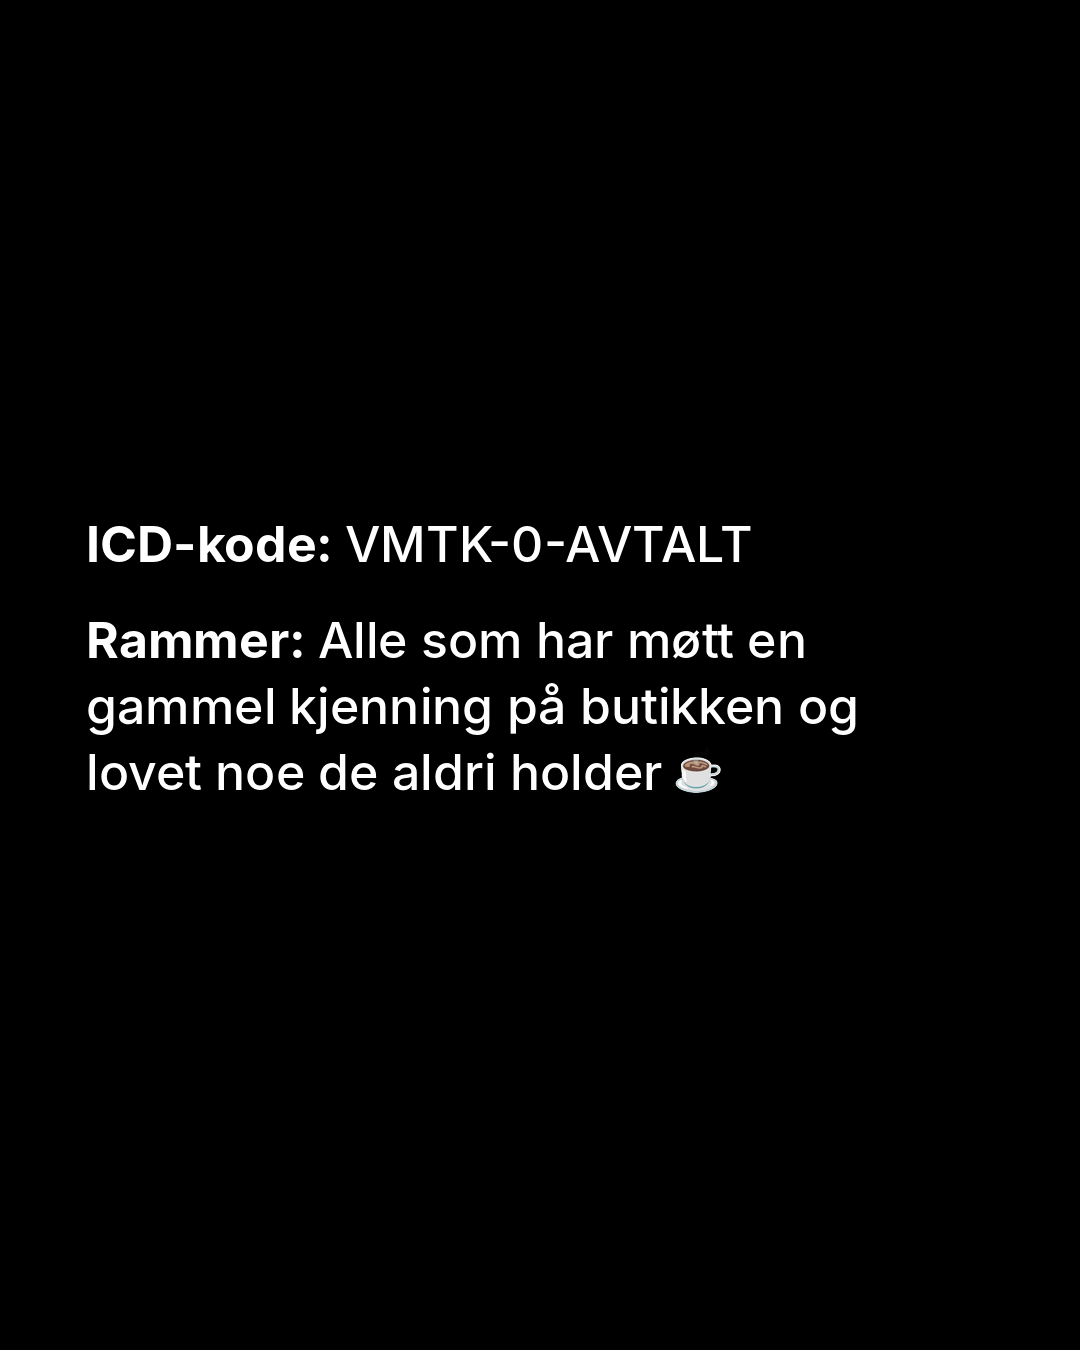 ICD-kode: VMTK-0-AVTALT
Rammer: Alle som har møtt en
gammel kjenning på butikken og
lovet noe de aldri holder ☕